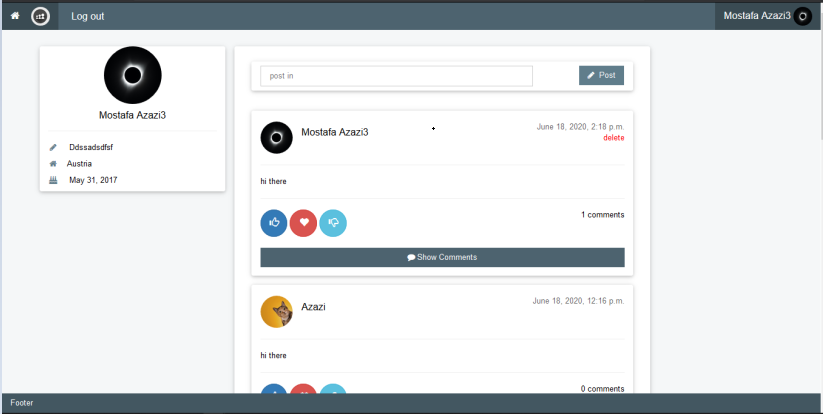 Log out
Mostafa Azazi3
Mostafa Azazi3
Ddssadsdfsf
Austria
May 31, 2017
post in
Post
Mostafa Azazi3
June 18, 2020, 2:18 p.m.
delete
hi there
1 comments
Show Comments
Azazi
June 18, 2020, 12:16 p.m.
hi there
0 comments
Footer